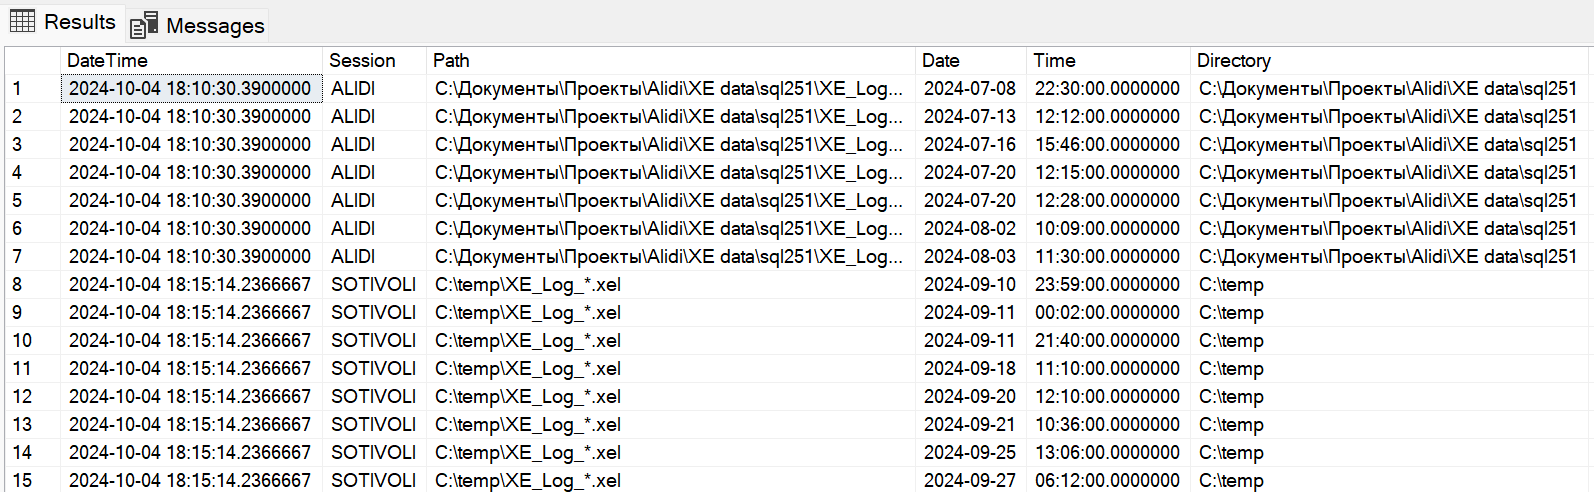 Results Messages
DateTime Session Path Date Time Directory
1 2024-10-04 18:10:30.3900000 ALIDI C:\Документы\Проекты\Alidi\XE data\sql251\XE_Log... 2024-07-08 22:30:00.0000000 C:\Документы\Проекты\Alidi\XE data\sql251
2 2024-10-04 18:10:30.3900000 ALIDI C:\Документы\Проекты\Alidi\XE data\sql251\XE_Log... 2024-07-13 12:12:00.0000000 C:\Документы\Проекты\Alidi\XE data\sql251
3 2024-10-04 18:10:30.3900000 ALIDI C:\Документы\Проекты\Alidi\XE data\sql251\XE_Log... 2024-07-16 15:46:00.0000000 C:\Документы\Проекты\Alidi\XE data\sql251
4 2024-10-04 18:10:30.3900000 ALIDI C:\Документы\Проекты\Alidi\XE data\sql251\XE_Log... 2024-07-20 12:15:00.0000000 C:\Документы\Проекты\Alidi\XE data\sql251
5 2024-10-04 18:10:30.3900000 ALIDI C:\Документы\Проекты\Alidi\XE data\sql251\XE_Log... 2024-07-20 12:28:00.0000000 C:\Документы\Проекты\Alidi\XE data\sql251
6 2024-10-04 18:10:30.3900000 ALIDI C:\Документы\Проекты\Alidi\XE data\sql251\XE_Log... 2024-08-02 10:09:00.0000000 C:\Документы\Проекты\Alidi\XE data\sql251
7 2024-10-04 18:10:30.3900000 ALIDI C:\Документы\Проекты\Alidi\XE data\sql251\XE_Log... 2024-08-03 11:30:00.0000000 C:\Документы\Проекты\Alidi\XE data\sql251
8 2024-10-04 18:15:14.2366667 SOTIVOLI C:\temp\XE_Log_*.xel 2024-09-10 23:59:00.0000000 C:\temp
9 2024-10-04 18:15:14.2366667 SOTIVOLI C:\temp\XE_Log_*.xel 2024-09-11 00:02:00.0000000 C:\temp
10 2024-10-04 18:15:14.2366667 SOTIVOLI C:\temp\XE_Log_*.xel 2024-09-11 21:40:00.0000000 C:\temp
11 2024-10-04 18:15:14.2366667 SOTIVOLI C:\temp\XE_Log_*.xel 2024-09-18 11:10:00.0000000 C:\temp
12 2024-10-04 18:15:14.2366667 SOTIVOLI C:\temp\XE_Log_*.xel 2024-09-20 12:10:00.0000000 C:\temp
13 2024-10-04 18:15:14.2366667 SOTIVOLI C:\temp\XE_Log_*.xel 2024-09-21 10:36:00.0000000 C:\temp
14 2024-10-04 18:15:14.2366667 SOTIVOLI C:\temp\XE_Log_*.xel 2024-09-25 13:06:00.0000000 C:\temp
15 2024-10-04 18:15:14.2366667 SOTIVOLI C:\temp\XE_Log_*.xel 2024-09-27 06:12:00.0000000 C:\temp